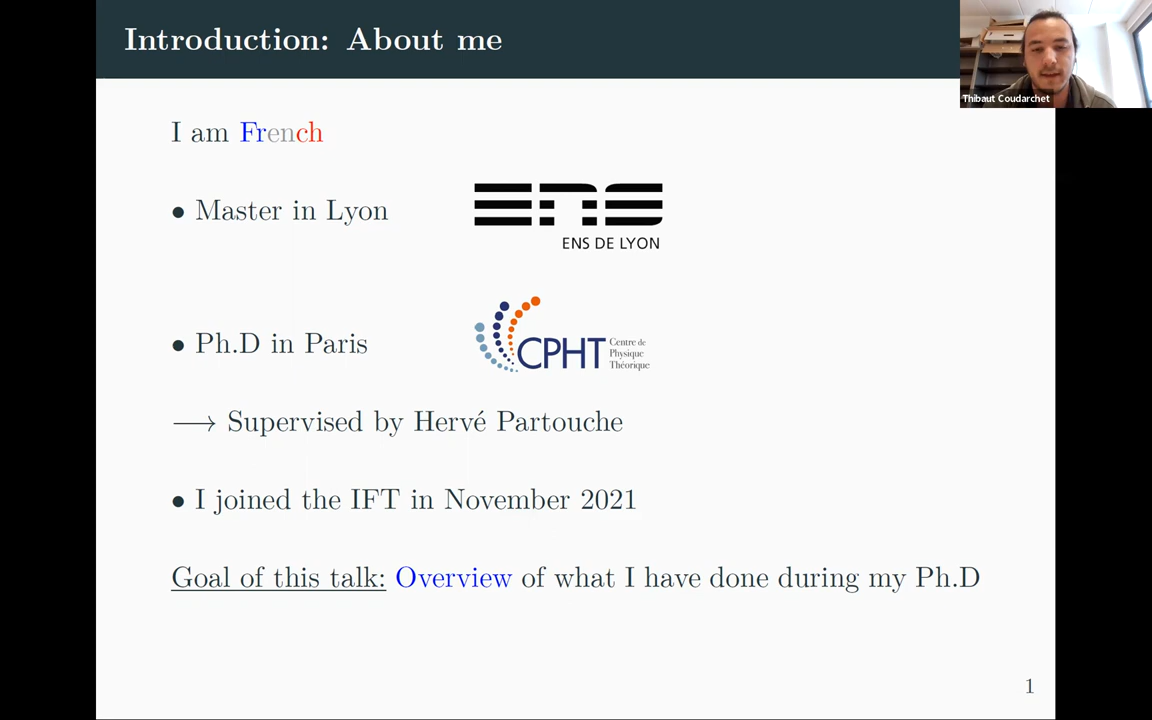 Introduction: About me
Thibaut Coudarchet
I am French
• Master in Lyon
ens
ENS DE LYON
• Ph.D in Paris
CPHT
Centre de
Physique
Théorique
⟶ Supervised by Hervé Partouche
• I joined the IFT in November 2021
Goal of this talk: Overview of what I have done during my Ph.D
1